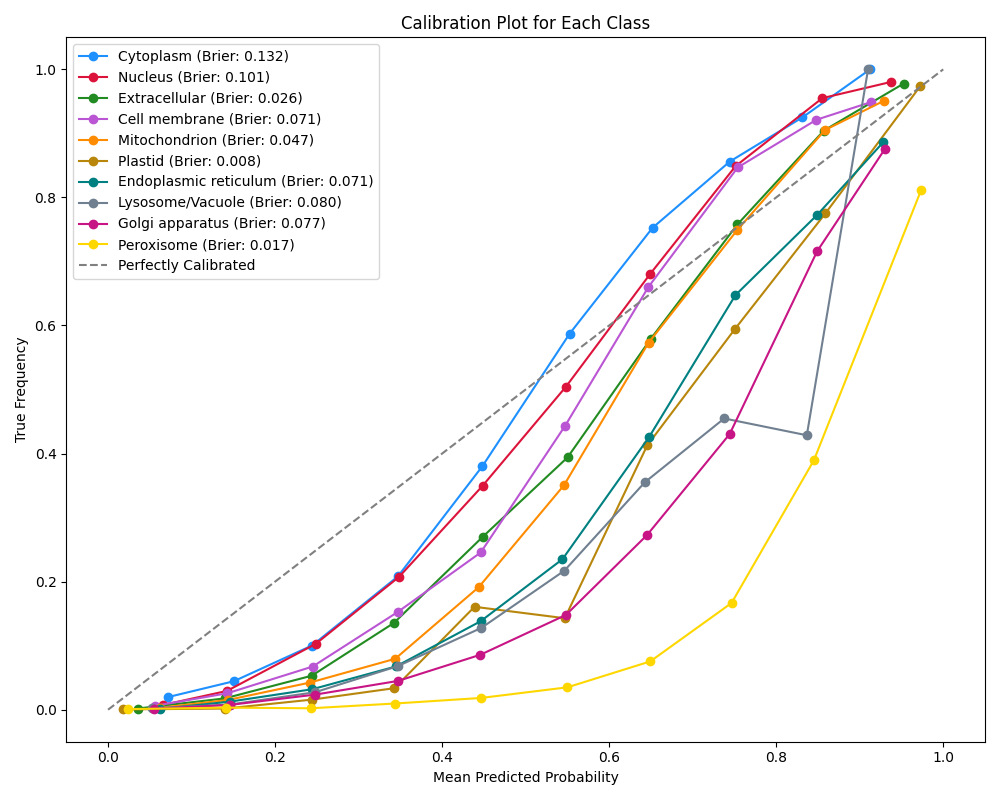 Calibration Plot for Each Class
Cytoplasm (Brier: 0.132)
Nucleus (Brier: 0.101)
Extracellular (Brier: 0.026)
Cell membrane (Brier: 0.071)
Mitochondrion (Brier: 0.047)
Plastid (Brier: 0.008)
Endoplasmic reticulum (Brier: 0.071)
Lysosome/Vacuole (Brier: 0.080)
Golgi apparatus (Brier: 0.077)
Peroxisome (Brier: 0.017)
Perfectly Calibrated
1.0
0.8
0.6
0.4
0.2
0.0
True Frequency
0.0 0.2 0.4 0.6 0.8 1.0
Mean Predicted Probability